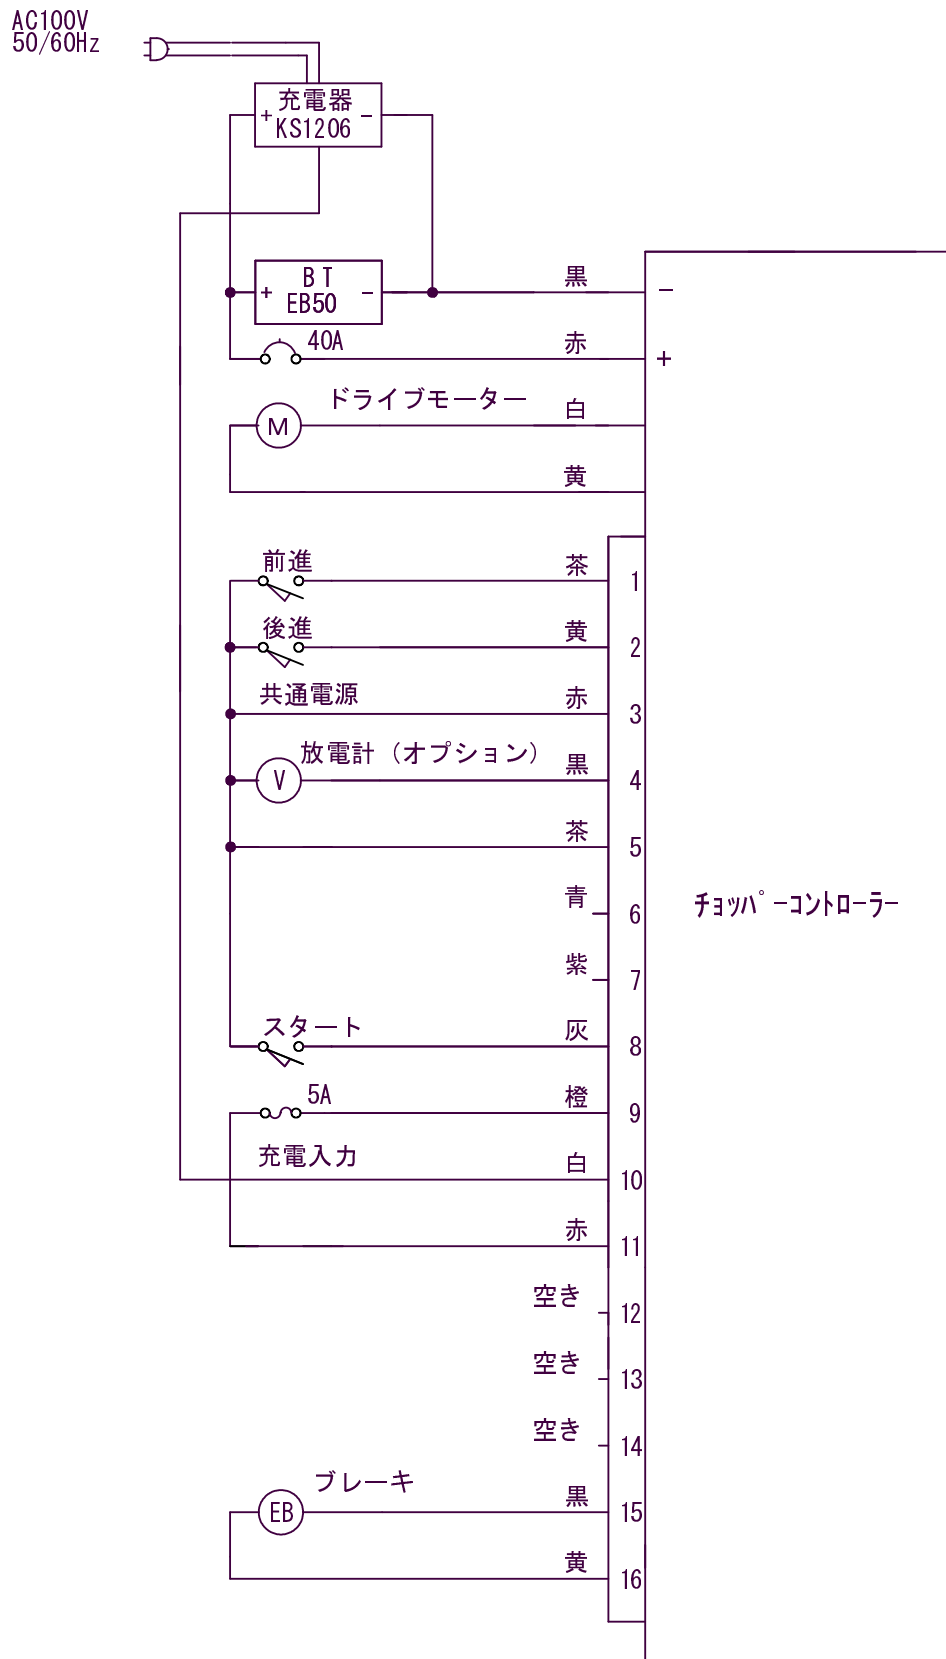 AC100V
50/60Hz
充電器
+ KS1206 −
BT
+ EB50 −
黒 −
40A 赤 +
ドライブモーター 白
M
黄
前進 茶 1
後進 黄 2
共通電源 赤 3
放電計（オプション） 黒 4
V
茶 5
青 6
チョッパーコントローラー
紫 7
スタート 灰 8
5A 橙 9
充電入力 白 10
赤 11
空き 12
空き 13
空き 14
ブレーキ 黒 15
EB
黄 16